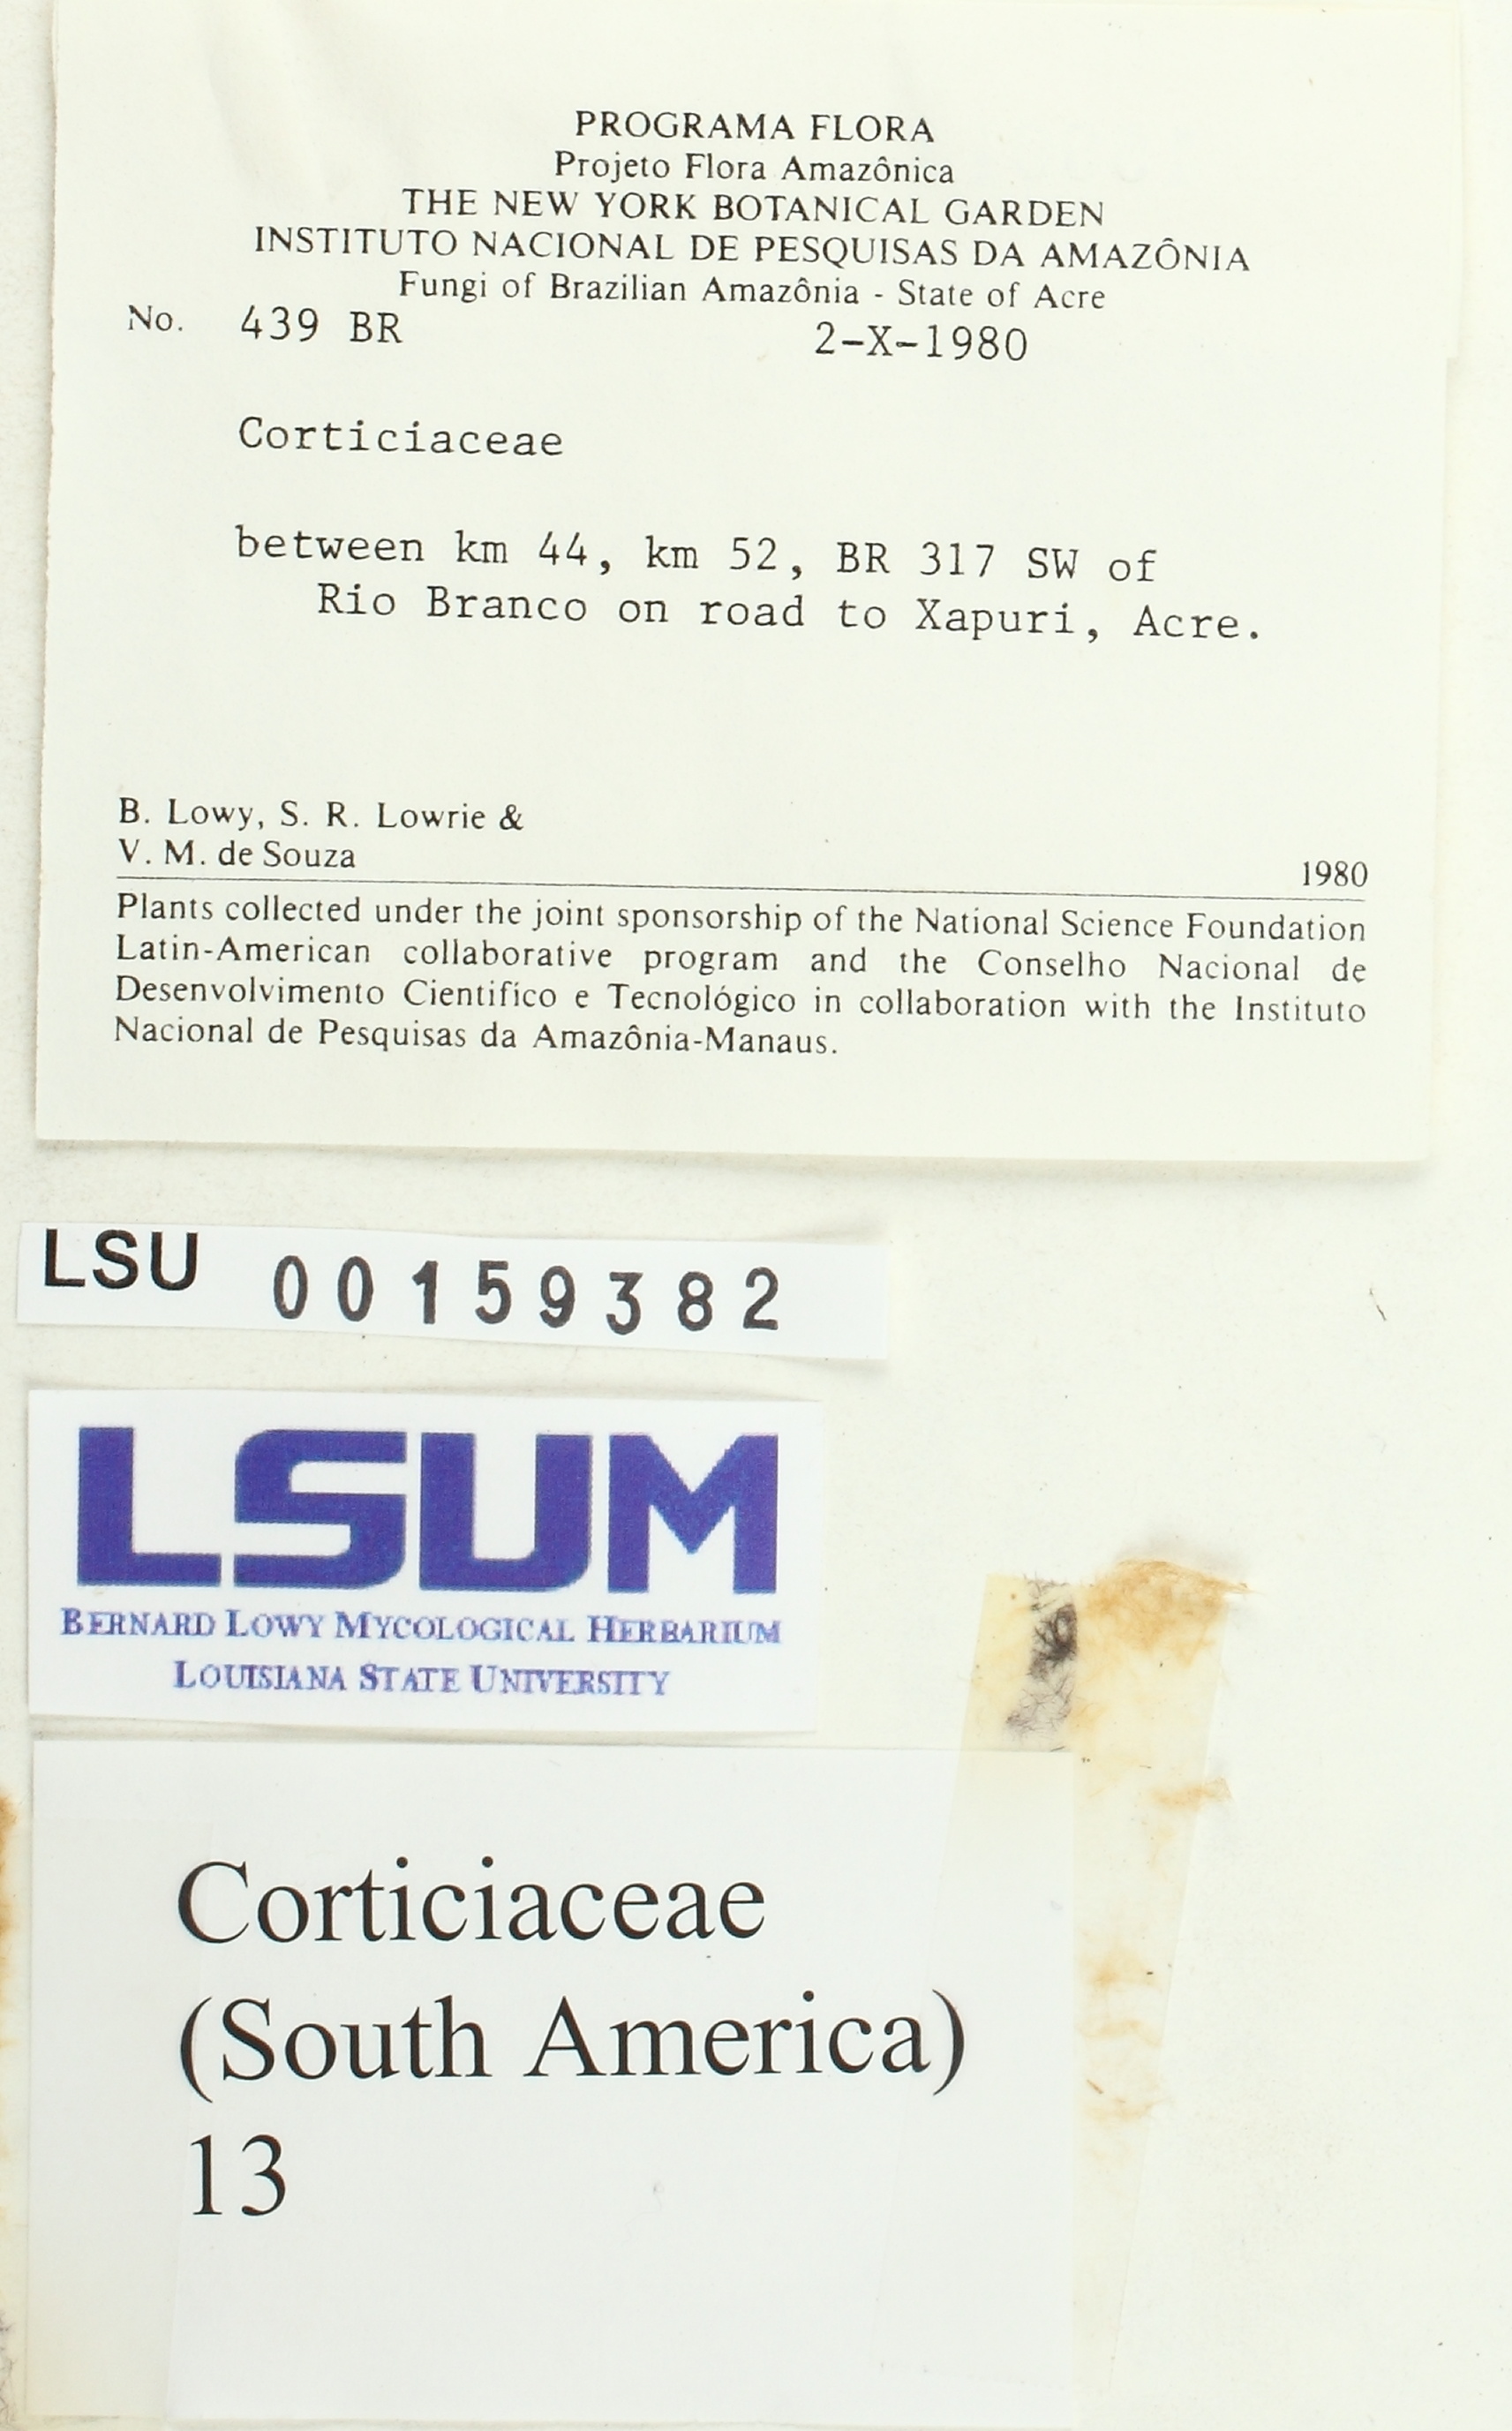 PROGRAMA FLORA
Projeto Flora Amazônica
THE NEW YORK BOTANICAL GARDEN
INSTITUTO NACIONAL DE PESQUISAS DA AMAZÔNIA
Fungi of Brazilian Amazônia - State of Acre
No. 439 BR 2-X-1980
Corticiaceae
between km 44, km 52, BR 317 SW of
Rio Branco on road to Xapuri, Acre.
B. Lowy, S. R. Lowrie &
V. M. de Souza 1980
Plants collected under the joint sponsorship of the National Science Foundation
Latin-American collaborative program and the Conselho Nacional de
Desenvolvimento Cientifíco e Tecnológico in collaboration with the Instituto
Nacional de Pesquisas da Amazônia-Manaus.
LSU 00159382
LSUM
BERNARD LOWY MYCOLOGICAL HERBARIUM
LOUISIANA STATE UNIVERSITY
Corticiaceae
(South America)
13